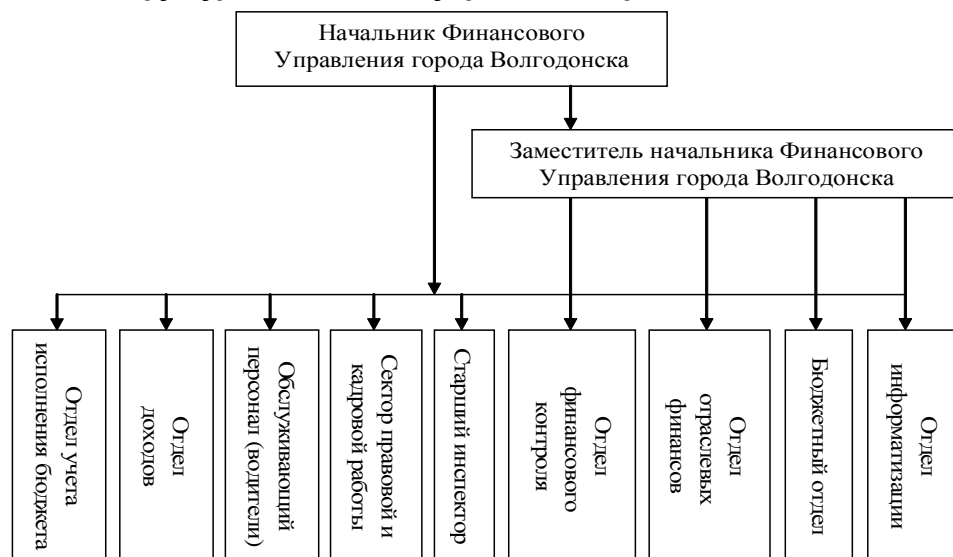 Начальник Финансового
Управления города Волгодонска
Заместитель начальника Финансового
Управления города Волгодонска
Отдел учета
исполнения бюджета
Отдел
доходов
Обслуживающий
персонал (водители)
Сектор правовой и
кадровой работы
Старший инспектор
Отдел
финансового
контроля
Отдел
отраслевых
финансов
Бюджетный отдел
Отдел
информатизации